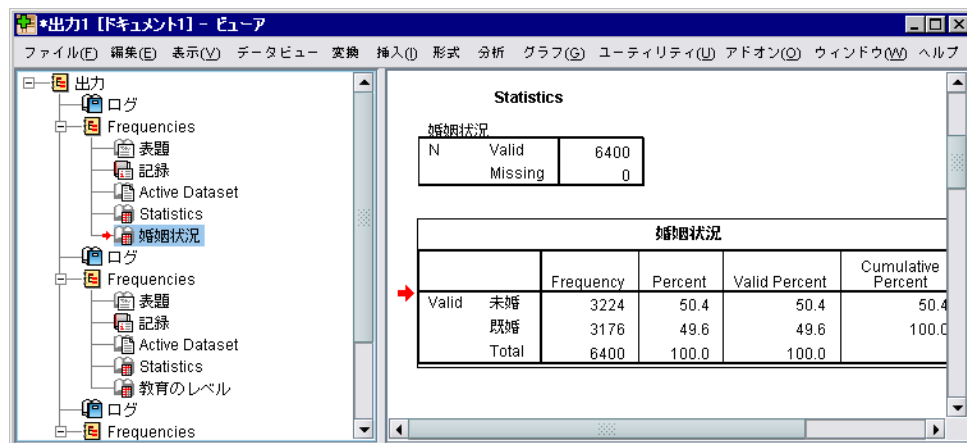 *出力1 [ドキュメント1] - ビューア
ファイル(F) 編集(E) 表示(V) データビュー 変換 挿入(I) 形式 分析 グラフ(G) ユーティリティ(U) アドオン(O) ウィンドウ(W) ヘルプ
出力
ログ
Frequencies
表題
記録
Active Dataset
Statistics
婚姻状況
ログ
Frequencies
表題
記録
Active Dataset
Statistics
教育のレベル
ログ
Frequencies
Statistics
婚姻状況
N Valid 6400
Missing 0
婚姻状況
Frequency Percent Valid Percent Cumulative Percent
Valid 未婚 3224 50.4 50.4 50.4
既婚 3176 49.6 49.6 100.0
Total 6400 100.0 100.0